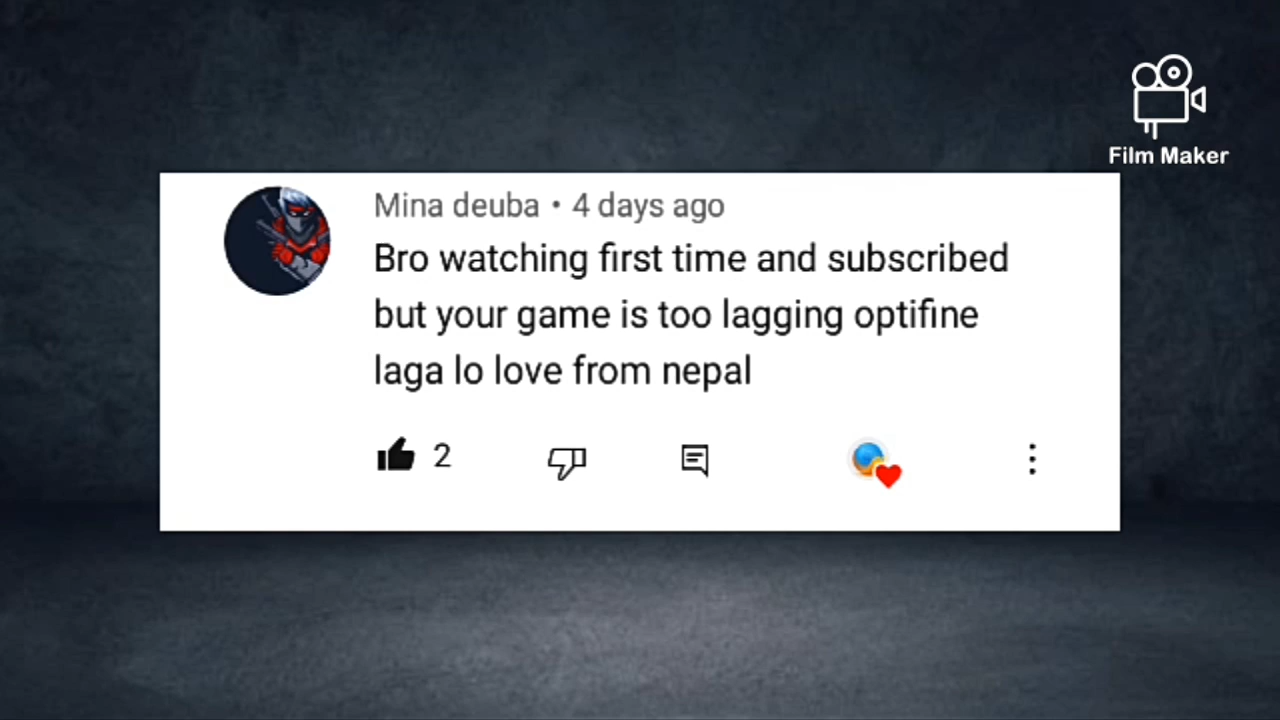 Film Maker
Mina deuba • 4 days ago
Bro watching first time and subscribed
but your game is too lagging optifine
laga lo love from nepal
2